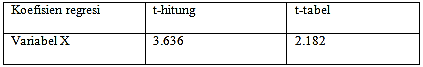 Koefisien regresi t-hitung t-tabel
Variabel X 3.636 2.182